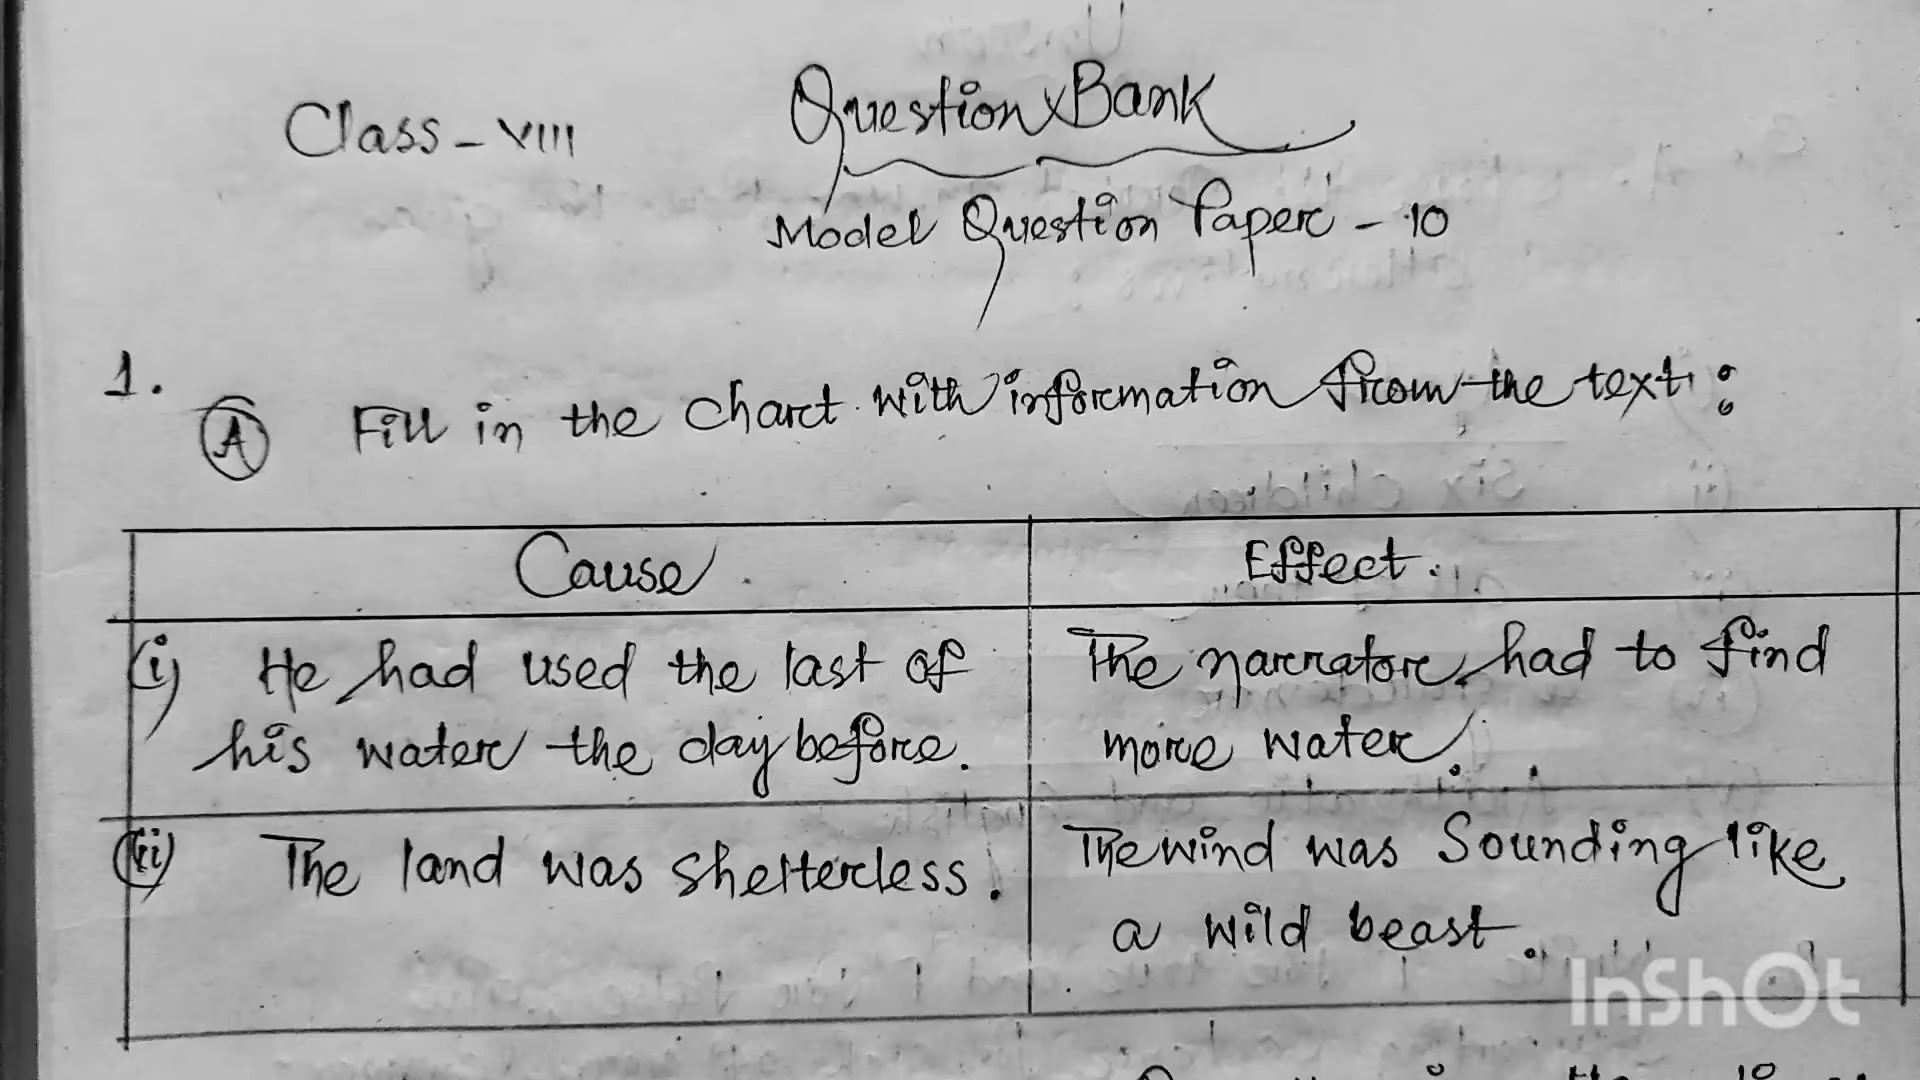 Class - VIII
Question Bank
Model Question Paper - 10
1.
(A) Fill in the chart with information from the text :
Cause Effect.
(i) He had used the last of
his water the day before.
The narrator had to find
more water.
(ii) The land was shelterless.
The wind was sounding like
a wild beast.
InShOt